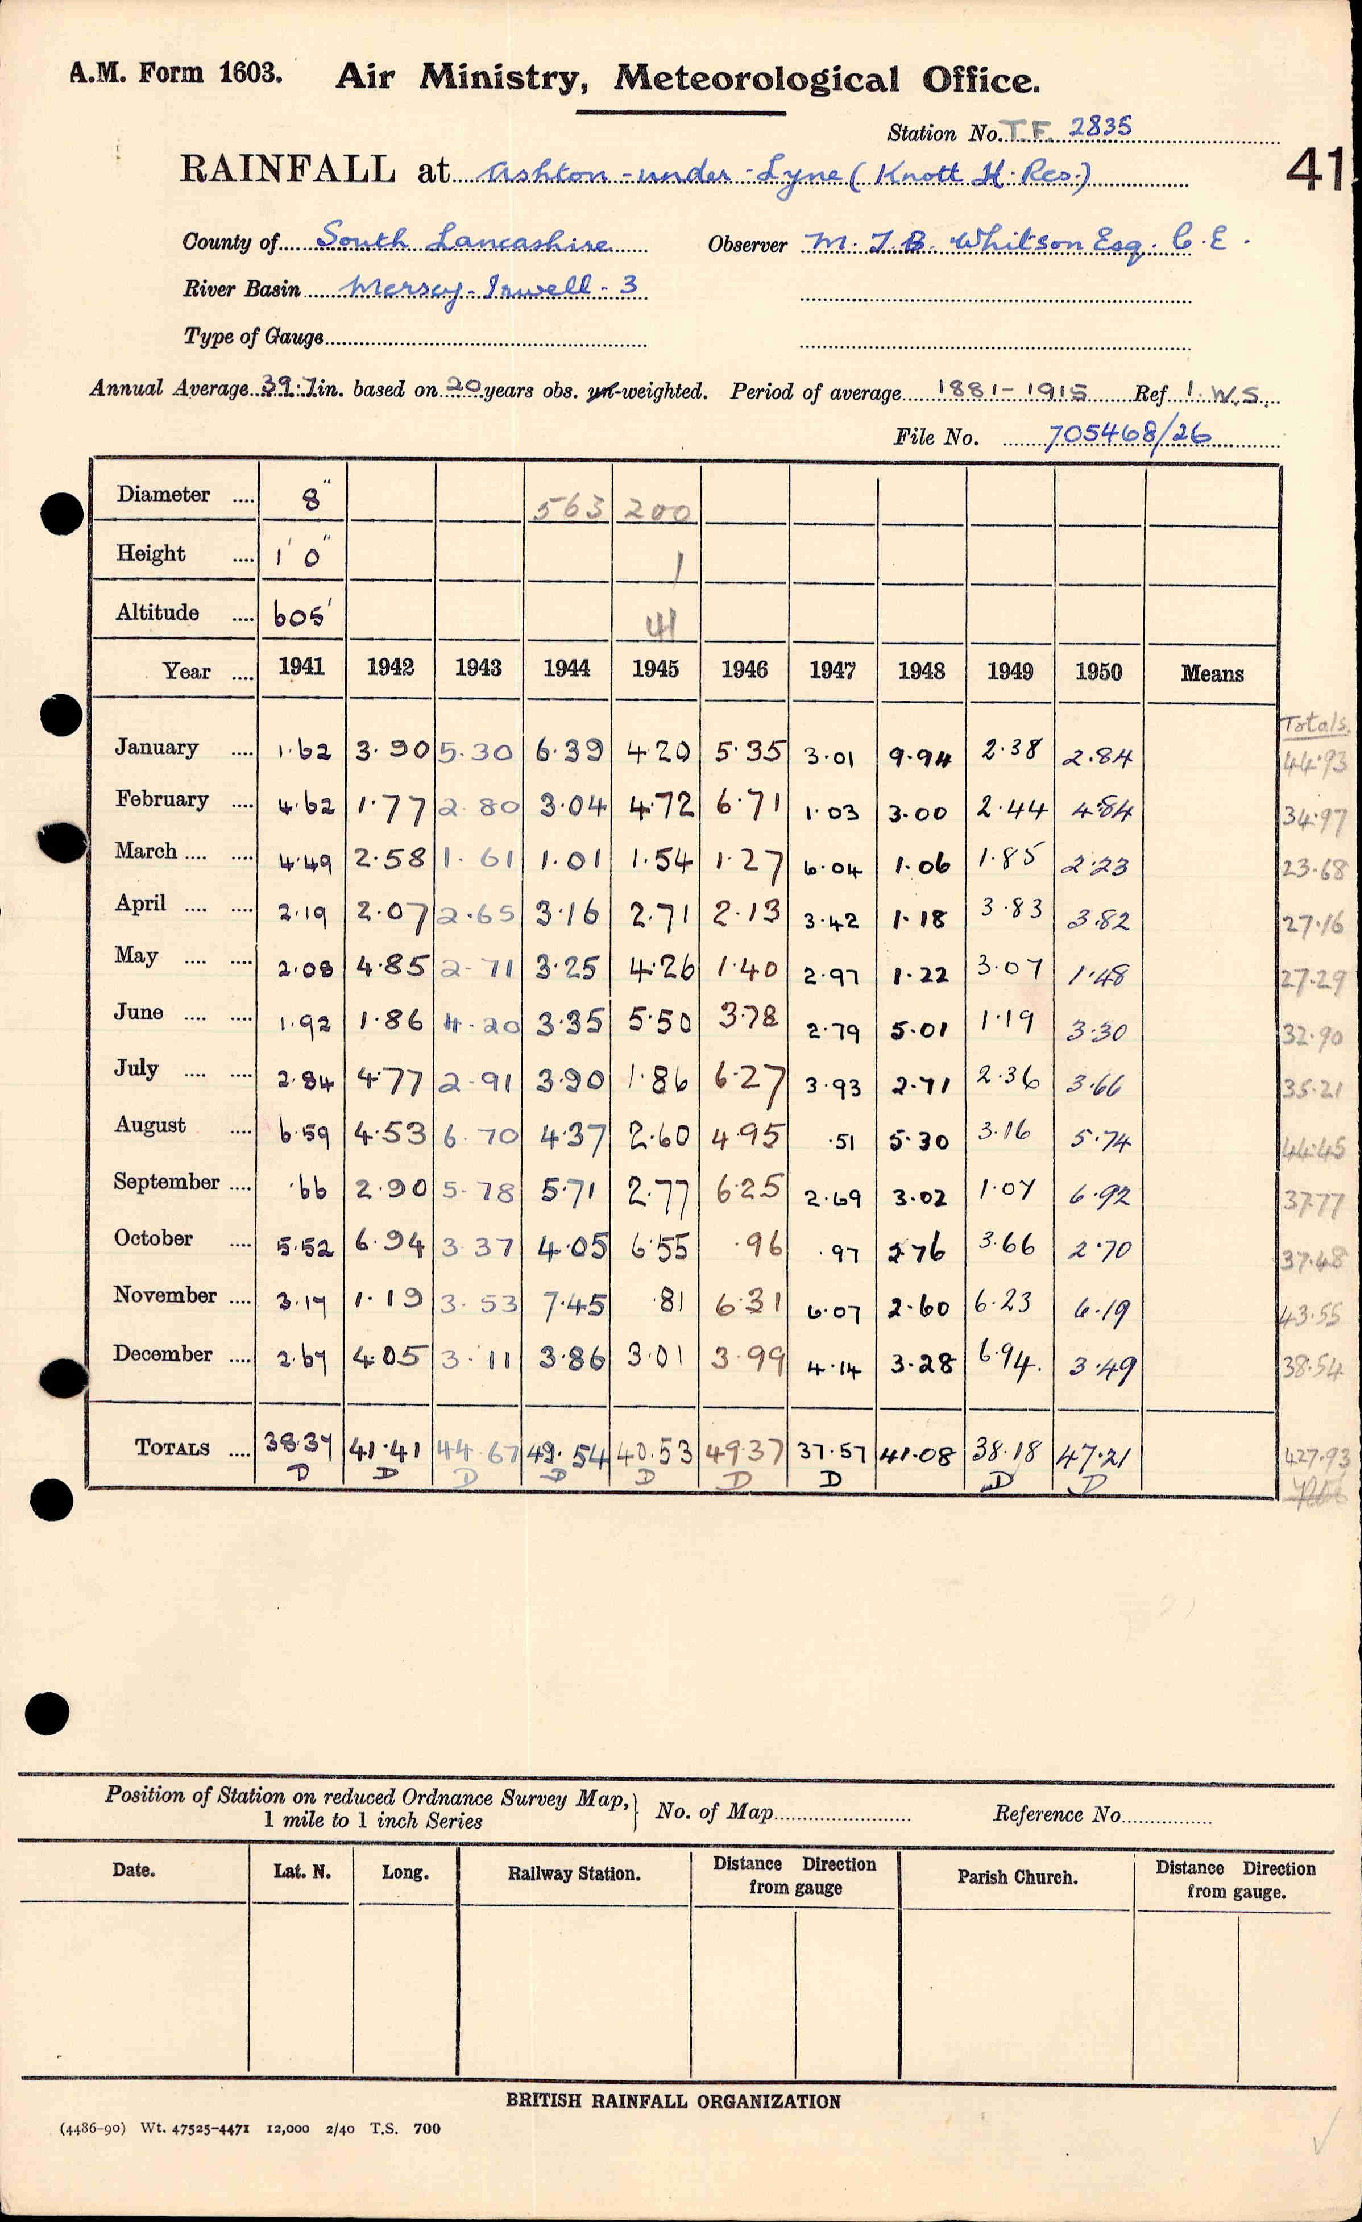 A.M. Form 1603. Air Ministry, Meteorological Office.
Station No. T.F. 2835
41
RAINFALL at Ashton-under-Lyne (Knott H. Res.)
County of South Lancashire Observer M. J. B. Whitson Esq. C.E.
River Basin Mersey-Irwell-3
Type of Gauge
Annual Average 39.7 in. based on 20 years obs. un-weighted. Period of average 1881-1915 Ref 1. W.S.
File No. 705468/26
Diameter .... 8" 563 200
Height .... 1' 0" 1
Altitude .... 605' 41
Year .... 1941 1942 1943 1944 1945 1946 1947 1948 1949 1950 Means
Totals.
January .... 1.62 3.90 5.30 6.39 4.20 5.35 3.01 9.94 2.38 2.84 44.93
February .... 4.62 1.77 2.80 3.04 4.72 6.71 1.03 3.00 2.44 4.84 34.97
March .... .... 4.49 2.58 1.61 1.01 1.54 1.27 6.04 1.06 1.85 2.23 23.68
April .... .... 2.19 2.07 2.65 3.16 2.71 2.13 3.42 1.18 3.83 3.82 27.16
May .... .... 2.08 4.85 2.71 3.25 4.26 1.40 2.97 1.22 3.07 1.48 27.29
June .... .... 1.92 1.86 4.20 3.35 5.50 3.78 2.79 5.01 1.19 3.30 32.90
July .... .... 2.84 4.77 2.91 3.90 1.86 6.27 3.93 2.71 2.36 3.66 35.21
August .... 6.59 4.53 6.70 4.37 2.60 4.95 .51 5.30 3.16 5.74 44.45
September .... .66 2.90 5.78 5.71 2.77 6.25 2.69 3.02 1.07 6.92 37.77
October .... 5.52 6.94 3.37 4.05 6.55 .96 .97 2.76 3.66 2.70 37.48
November .... 3.17 1.19 3.53 7.45 .81 6.31 6.07 2.60 6.23 6.19 43.55
December .... 2.67 4.05 3.11 3.86 3.01 3.99 4.14 3.28 6.94. 3.49 38.54
TOTALS .... 38.37 41.41 44.67 49.54 40.53 49.37 37.57 41.08 38.18 47.21 427.93
D D D D D D D D D
Position of Station on reduced Ordnance Survey Map,
1 mile to 1 inch Series } No. of Map Reference No.
Date. Lat. N. Long. Railway Station. Distance Direction from gauge Parish Church. Distance Direction from gauge.
BRITISH RAINFALL ORGANIZATION
(4486-90) Wt. 47525-4471 12,000 2/40 T.S. 700